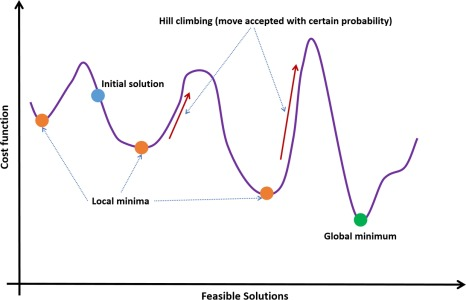 Hill climbing (move accepted with certain probability)
Initial solution
Cost function
Local minima
Global minimum
Feasible Solutions